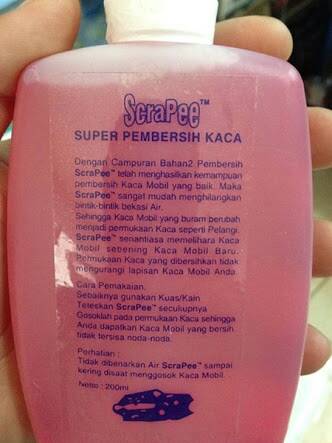 ScraPee™
SUPER PEMBERSIH KACA
Dengan Campuran Bahan2 Pembersih
ScraPee™ telah menghasilkan kemampuan
pembersih Kaca Mobil yang baik. Maka
ScraPee™ sangat mudah menghilangkan
bintik-bintik bekasi Air.
Sehingga Kaca Mobil yang buram berubah
menjadi permukaan Kaca seperti Pelangi.
ScraPee™ senantiasa memelihara Kaca
Mobil sebening Kaca Mobil Baru.
Permukaan Kaca yang dibersihkan tidak
mengurangi lapisan Kaca Mobil Anda.
Cara Pemakaian.
Sebaiknya gunakan Kuas/Kain
Teteskan ScraPee™ secukupnya
Gosoklah pada permukaan Kaca sehingga
Anda dapatkan Kaca Mobil yang bersih
tidak tersisa noda-noda.
Perhatian :
Tidak dibenarkan Air ScraPee™ sampai
kering disaat menggosok Kaca Mobil.
Netto : 200ml